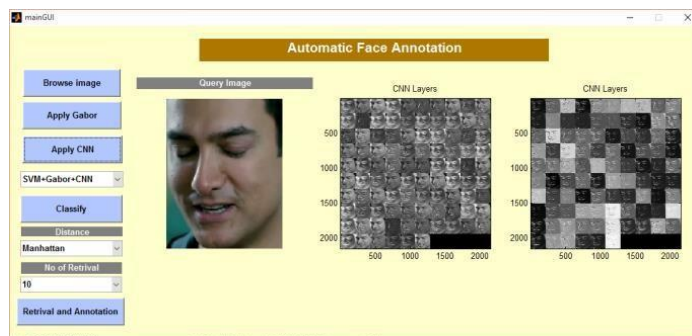 mainGUI
Automatic Face Annotation
Browse image
Apply Gabor
Apply CNN
SVM+Gabor+CNN
Classify
Distance
Manhattan
No of Retrival
10
Retrival and Annotation
Query Image
CNN Layers
500
1000
1500
2000
500 1000 1500 2000
CNN Layers
500
1000
1500
2000
500 1000 1500 2000